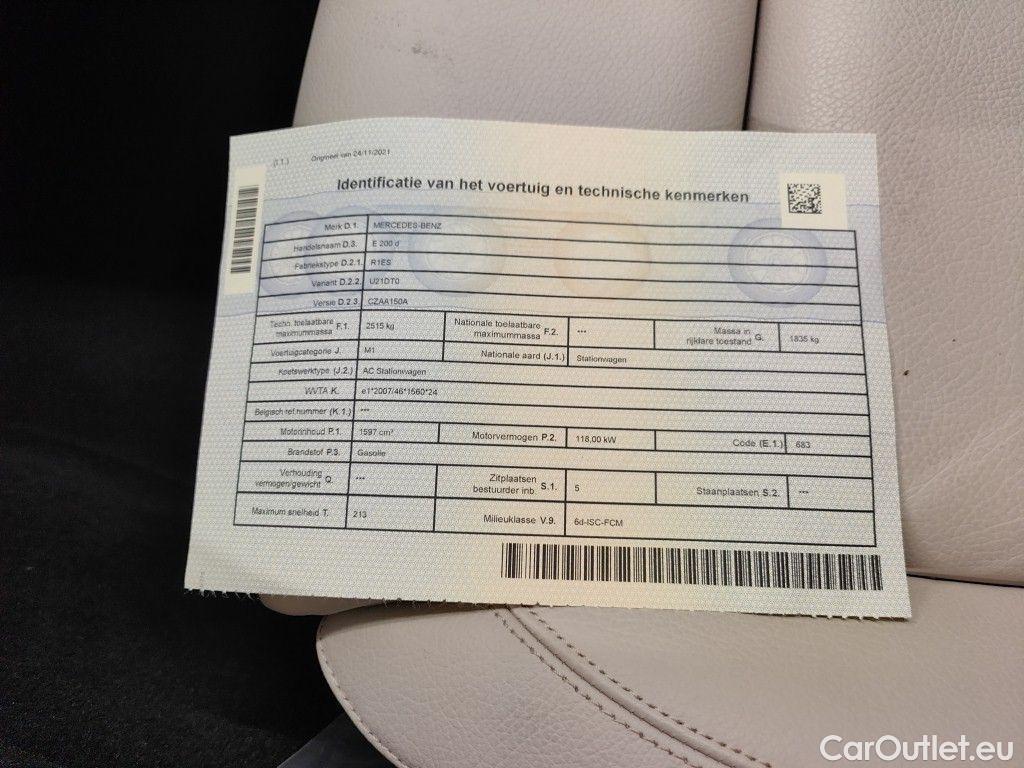 (I.1.) Origineel van 24/11/2021
Identificatie van het voertuig en technische kenmerken
Merk D.1. MERCEDES-BENZ
Handelsnaam D.3. E 200 d
Fabriekstype D.2.1. R1ES
Variant D.2.2. U21DT0
Versie D.2.3. CZAA150A
Techn. toelaatbare maximummassa F.1. 2515 kg Nationale toelaatbare maximummassa F.2. --- Massa in rijklare toestand G. 1835 kg
Voertuigcategorie J. M1 Nationale aard (J.1.) Stationwagen
Koetswerktype (J.2.) AC Stationwagen
WVTA K. e1*2007/46*1560*24
Belgisch ref.nummer (K.1.) ---
Motorinhoud P.1. 1597 cm³ Motorvermogen P.2. 118,00 kW Code (E.1.) 683
Brandstof P.3. Gasolie
Verhouding vermogen/gewicht Q. --- Zitplaatsen bestuurder inb. S.1. 5 Staanplaatsen S.2. ---
Maximum snelheid T. 213 Milieuklasse V.9. 6d-ISC-FCM
CarOutlet.eu